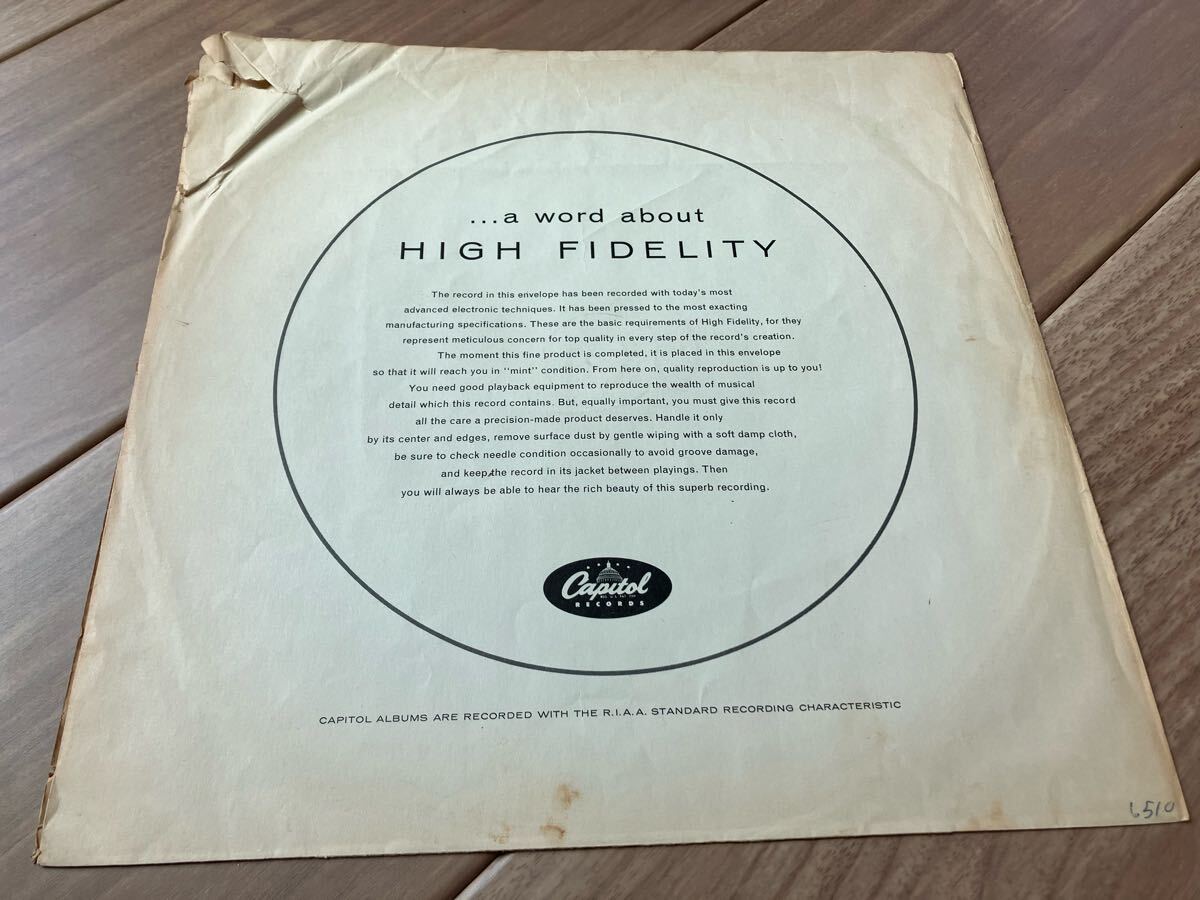 ...a word about
HIGH FIDELITY
The record in this envelope has been recorded with today's most
advanced electronic techniques. It has been pressed to the most exacting
manufacturing specifications. These are the basic requirements of High Fidelity, for they
represent meticulous concern for top quality in every step of the record's creation.
The moment this fine product is completed, it is placed in this envelope
so that it will reach you in "mint" condition. From here on, quality reproduction is up to you!
You need good playback equipment to reproduce the wealth of musical
detail which this record contains. But, equally important, you must give this record
all the care a precision-made product deserves. Handle it only
by its center and edges, remove surface dust by gentle wiping with a soft damp cloth,
be sure to check needle condition occasionally to avoid groove damage,
and keep the record in its jacket between playings. Then
you will always be able to hear the rich beauty of this superb recording.
Capitol
RECORDS
CAPITOL ALBUMS ARE RECORDED WITH THE R.I.A.A. STANDARD RECORDING CHARACTERISTIC
6510